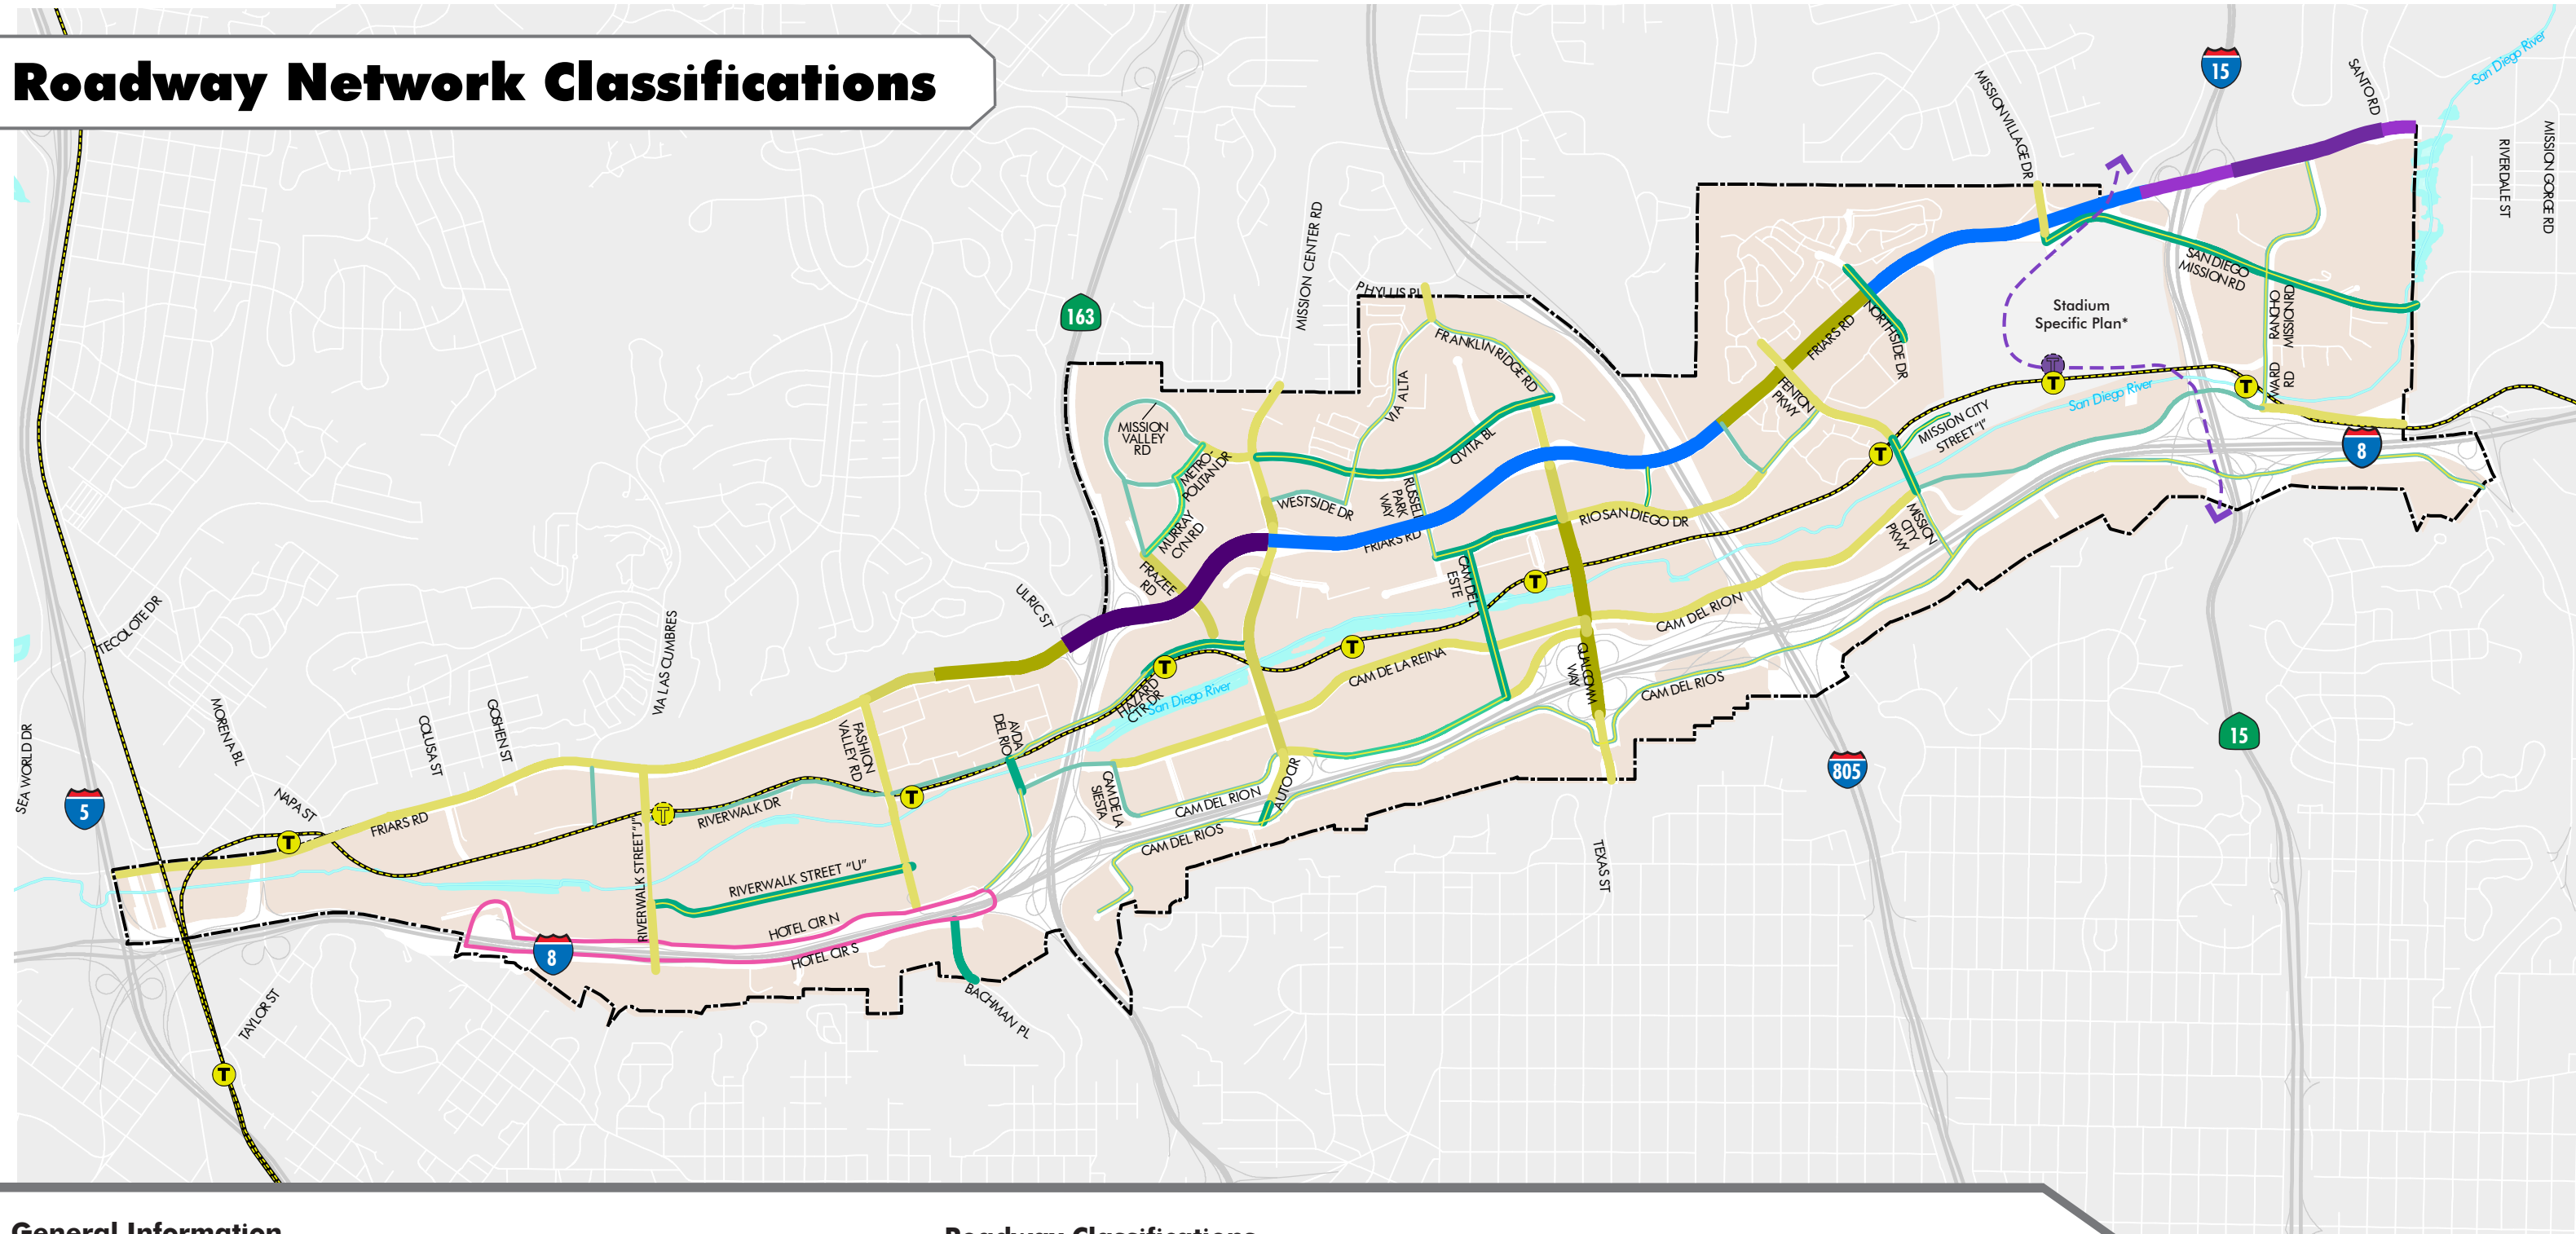 Roadway Network Classifications
15
SANTO RD
San Diego River
MISSION VILLAGE DR
RIVERDALE ST
MISSION GORGE RD
MISSION CENTER RD
163
PHYLLIS PL
SAN DIEGO
MISSION RD
Stadium
Specific Plan*
RANCHO
MISSION RD
WARD
RD
FRIARS RD
NORTHSIDE DR
FRANKLIN RIDGE RD
VIA ALTA
FENTON
PKWY
San Diego River
MISSION CITY
STREET "I"
T
T
T
T
8
MISSION
VALLEY
RD
METRO-
POLITAN DR
CIVITA BL
WESTSIDE DR
RUSSELL
PARK
WAY
RIO SAN DIEGO DR
MURRAY
CYN RD
FRIARS RD
MISSION
CITY
PKWY
FRAZEE
RD
CAM DEL
ESTE
T
ULRIC ST
TECOLOTE DR
VIA LAS CUMBRES
CAM DEL RIO N
T
T
CAM DE LA REINA
QUALCOMM
WAY
CAM DEL RIO S
HAZARD
CTR DR
San Diego River
SEA WORLD DR
MORENA BL
COLUSA ST
GOSHEN ST
FASHION
VALLEY RD
AVDA
DEL RIO
15
805
5
NAPA ST
T
FRIARS RD
T
RIVERWALK DR
T
CAM DE LA
SIESTA
CAM DEL RIO N
AUTO CIR
CAM DEL RIO S
TEXAS ST
RIVERWALK STREET "J"
RIVERWALK STREET "U"
HOTEL CIR N
HOTEL CIR S
8
BACHMAN PL
TAYLOR ST
T
General Information
Roadway Classifications